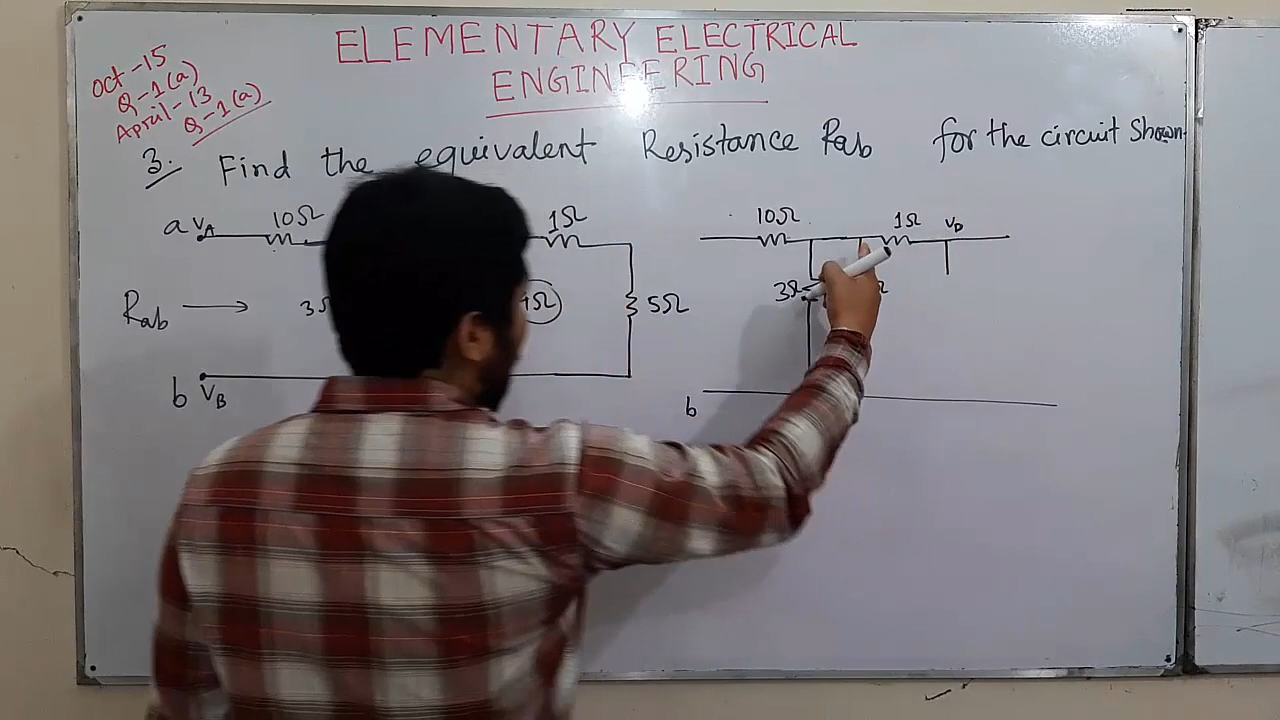 ELEMENTARY ELECTRICAL
ENGINEERING
Oct-15
Q-1(a)
April-13
Q-1(a)
3. Find the equivalent Resistance Rab for the circuit Shown
a VA 10Ω 1Ω
Rab 3Ω 5Ω
b VB
10Ω 1Ω VD
3Ω
b